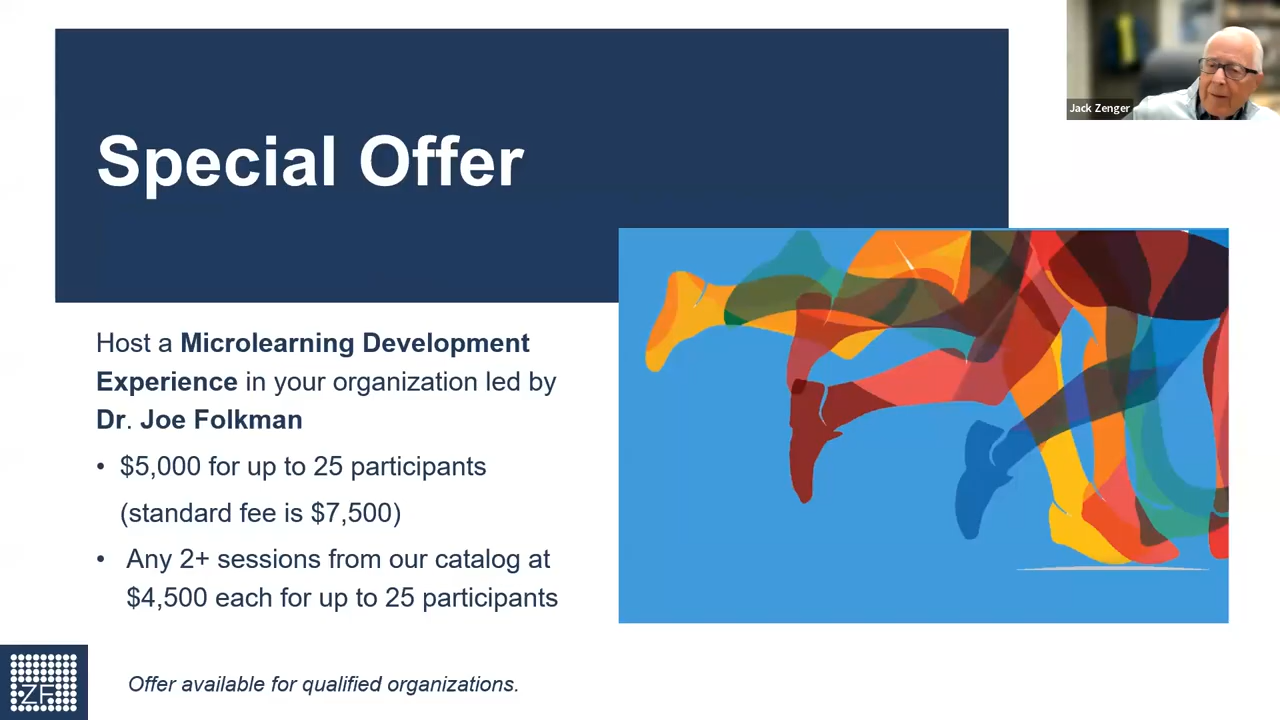 Jack Zenger
Special Offer
Host a Microlearning Development
Experience in your organization led by
Dr. Joe Folkman
• $5,000 for up to 25 participants
(standard fee is $7,500)
• Any 2+ sessions from our catalog at
$4,500 each for up to 25 participants
ZF
Offer available for qualified organizations.